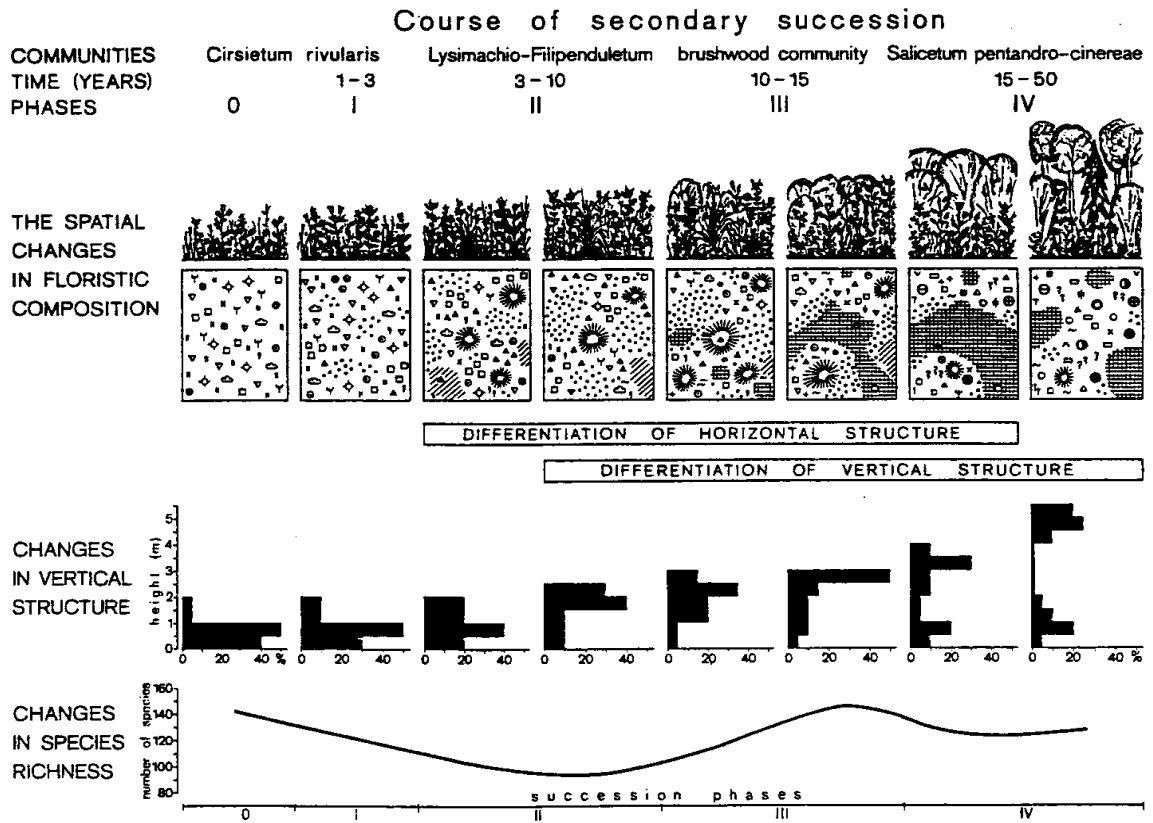 Course of secondary succession
COMMUNITIES Cirsietum rivularis Lysimachio-Filipenduletum brushwood community Salicetum pentandro-cinereae
TIME (YEARS) 1-3 3-10 10-15 15-50
PHASES 0 I II III IV
THE SPATIAL
CHANGES
IN FLORISTIC
COMPOSITION
DIFFERENTIATION OF HORIZONTAL STRUCTURE
DIFFERENTIATION OF VERTICAL STRUCTURE
CHANGES
IN VERTICAL
STRUCTURE
height (m)
5
4
3
2
1
0
0 20 40 % 0 20 40 0 20 40 0 20 40 0 20 40 0 20 40 0 20 40 0 20 40 %
CHANGES
IN SPECIES
RICHNESS
number of species
160
140
120
100
80
succession phases
0 I II III IV